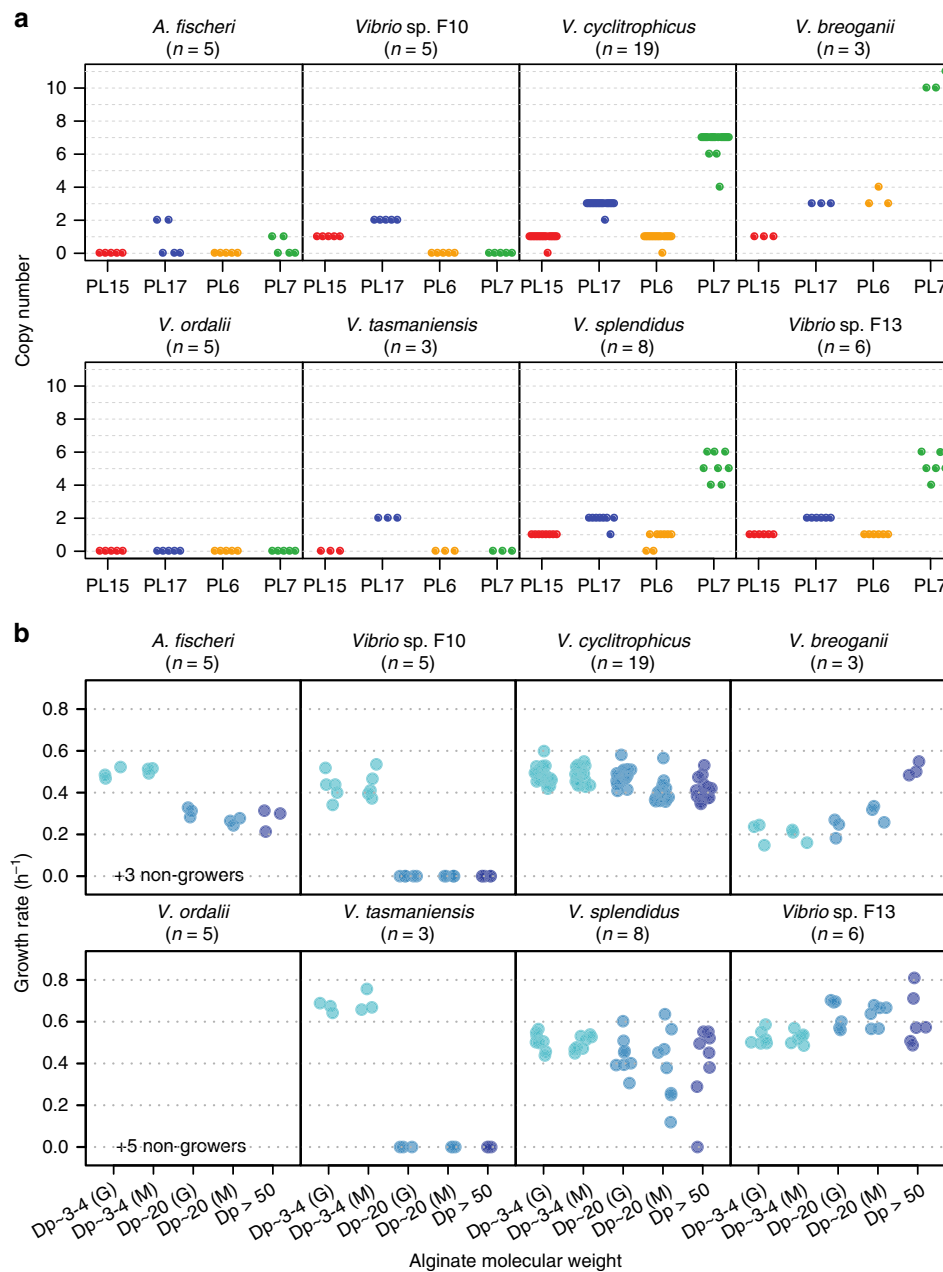 a
A. fischeri Vibrio sp. F10 V. cyclitrophicus V. breoganii
(n = 5) (n = 5) (n = 19) (n = 3)
10
8
6
4
2
0
PL15 PL17 PL6 PL7 PL15 PL17 PL6 PL7 PL15 PL17 PL6 PL7 PL15 PL17 PL6 PL7
Copy number
V. ordalii V. tasmaniensis V. splendidus Vibrio sp. F13
(n = 5) (n = 3) (n = 8) (n = 6)
10
8
6
4
2
0
PL15 PL17 PL6 PL7 PL15 PL17 PL6 PL7 PL15 PL17 PL6 PL7 PL15 PL17 PL6 PL7
b
A. fischeri Vibrio sp. F10 V. cyclitrophicus V. breoganii
(n = 5) (n = 5) (n = 19) (n = 3)
0.8
0.6
0.4
0.2
0.0
+3 non-growers
Growth rate (h⁻¹)
V. ordalii V. tasmaniensis V. splendidus Vibrio sp. F13
(n = 5) (n = 3) (n = 8) (n = 6)
0.8
0.6
0.4
0.2
0.0
+5 non-growers
Dp~3-4 (G) Dp~3-4 (M) Dp~20 (G) Dp~20 (M) Dp > 50 Dp~3-4 (G) Dp~3-4 (M) Dp~20 (G) Dp~20 (M) Dp > 50 Dp~3-4 (G) Dp~3-4 (M) Dp~20 (G) Dp~20 (M) Dp > 50 Dp~3-4 (G) Dp~3-4 (M) Dp~20 (G) Dp~20 (M) Dp > 50
Alginate molecular weight